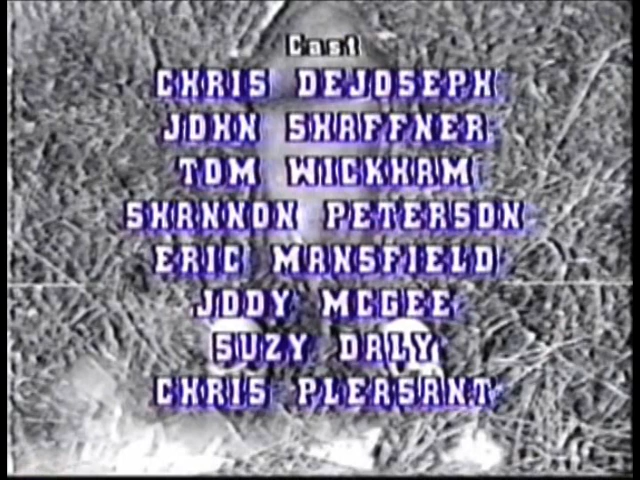 Cast
CHRIS DEJOSEPH
JOHN SHAFFNER
TOM WICKHAM
SHANNON PETERSON
ERIC MANSFIELD
JODY MCGEE
SUZY DALY
CHRIS PLEASANT